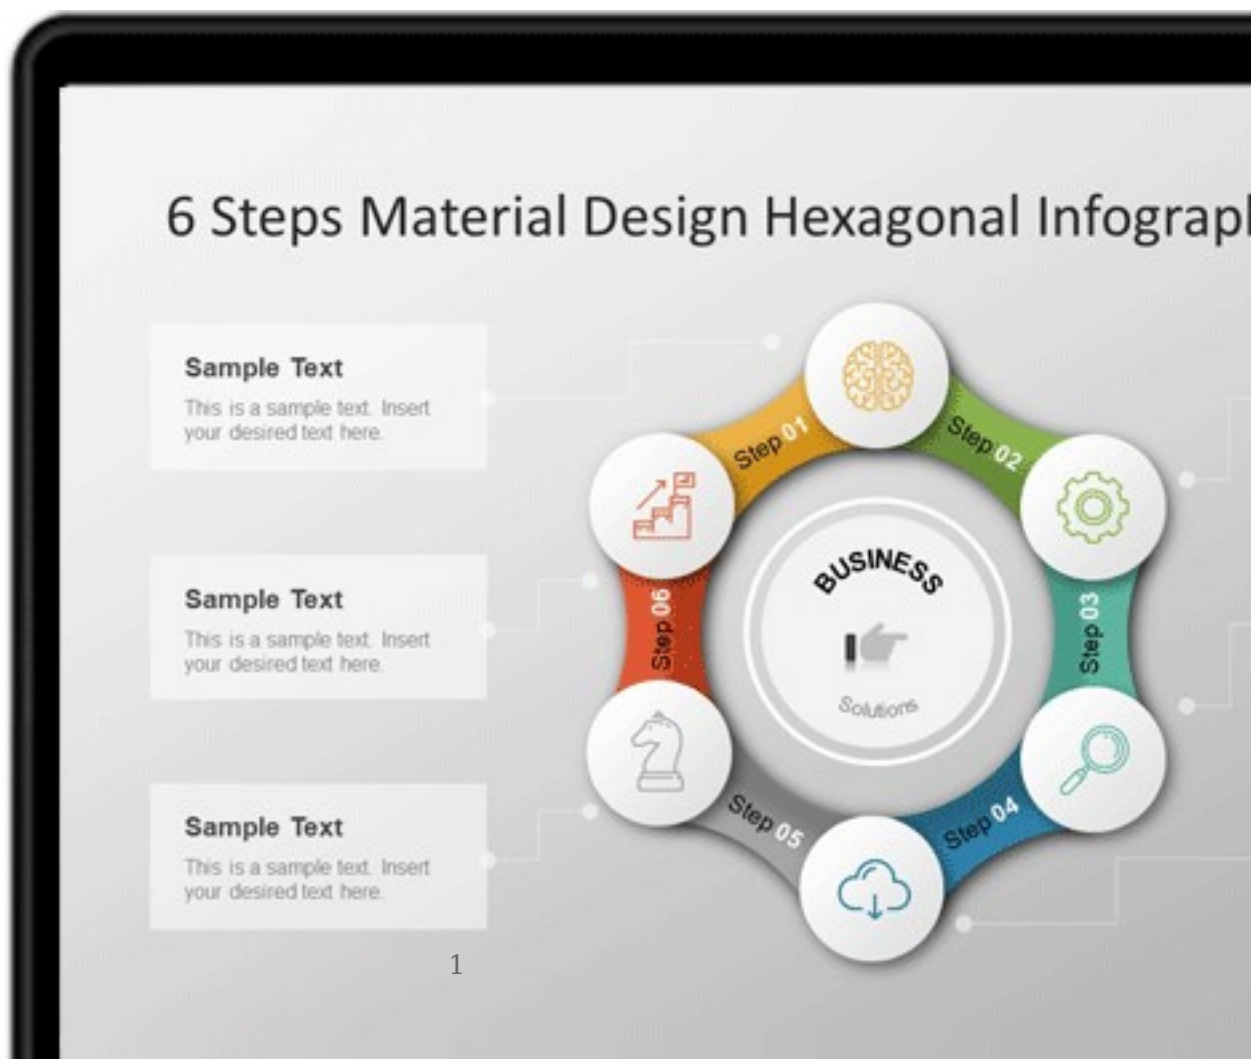 6 Steps Material Design Hexagonal Infograph
Sample Text
This is a sample text. Insert
your desired text here.
Sample Text
This is a sample text. Insert
your desired text here.
Sample Text
This is a sample text. Insert
your desired text here.
Step 01
Step 02
Step 03
Step 04
Step 05
Step 06
BUSINESS
Solutions
1